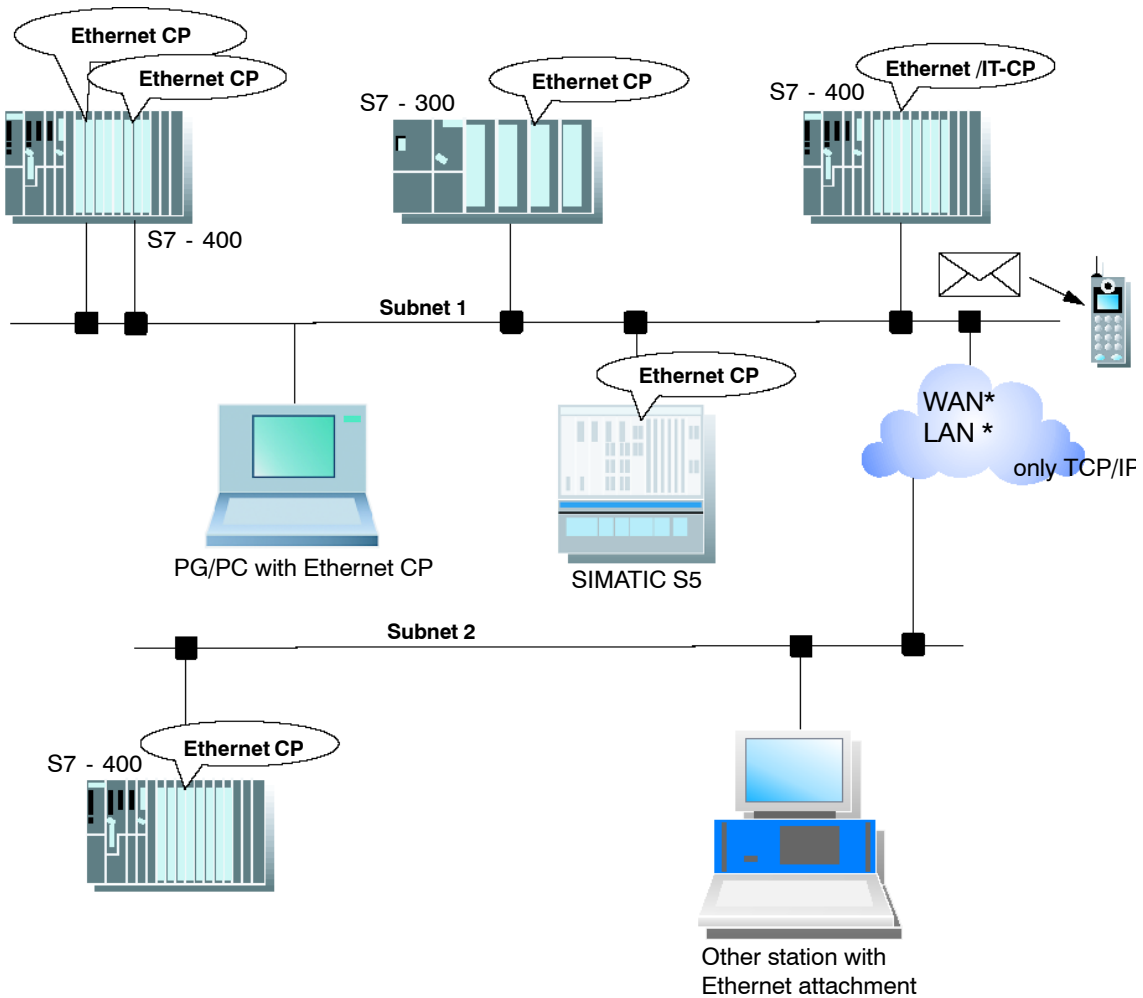 Ethernet CP
Ethernet CP
S7 - 400
S7 - 300
Ethernet CP
S7 - 400
Ethernet /IT-CP
Subnet 1
PG/PC with Ethernet CP
Ethernet CP
SIMATIC S5
WAN*
LAN *
only TCP/IP
Subnet 2
S7 - 400
Ethernet CP
Other station with
Ethernet attachment